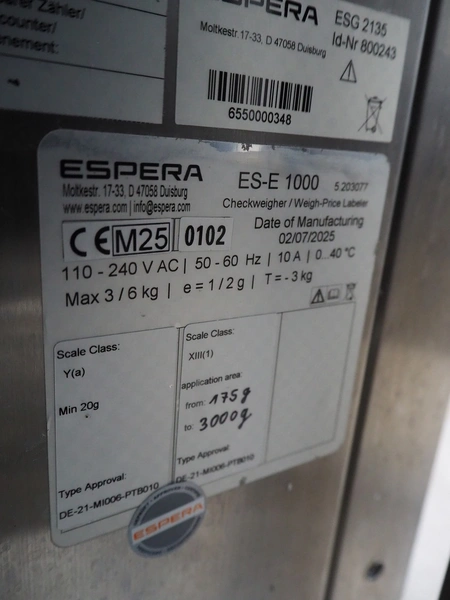 erer Zähler/
counter/
nement:
ESPERA
Moltkestr. 17-33, D 47058 Duisburg
ESG 2135
Id-Nr 800243
6550000348
ESPERA
Moltkestr. 17-33, D 47058 Duisburg
www.espera.com | info@espera.com
ES-E 1000 5.203077
Checkweigher / Weigh-Price Labeler
CE M25 0102
Date of Manufacturing
02/07/2025
110 - 240 V AC | 50 - 60 Hz | 10 A | 0...40 °C
Max 3 / 6 kg | e = 1 / 2 g | T = - 3 kg
Scale Class:
Y(a)
Min 20g
Type Approval:
DE-21-MI006-PTB010
Scale Class:
XIII(1)
application area:
from: 175g
to: 3000g
Type Approval:
DE-21-MI006-PTB010
ESPERA